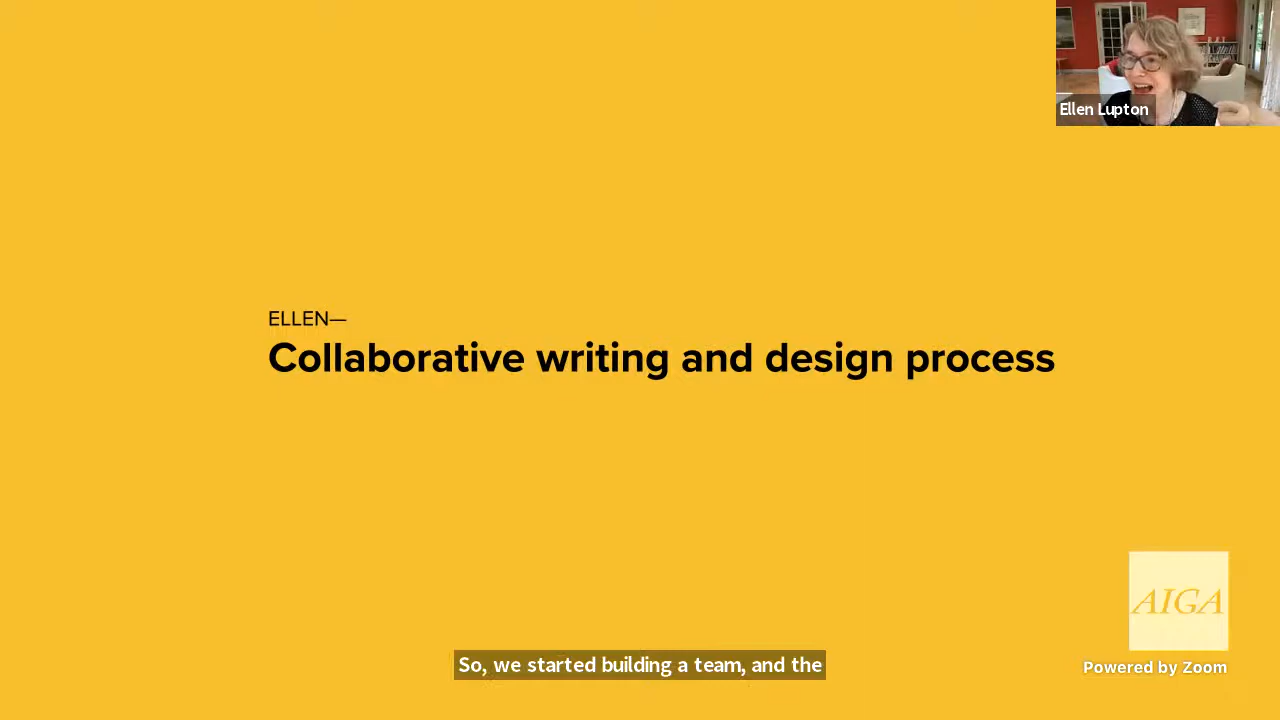 Ellen Lupton
ELLEN—
Collaborative writing and design process
AIGA
So, we started building a team, and the
Powered by Zoom